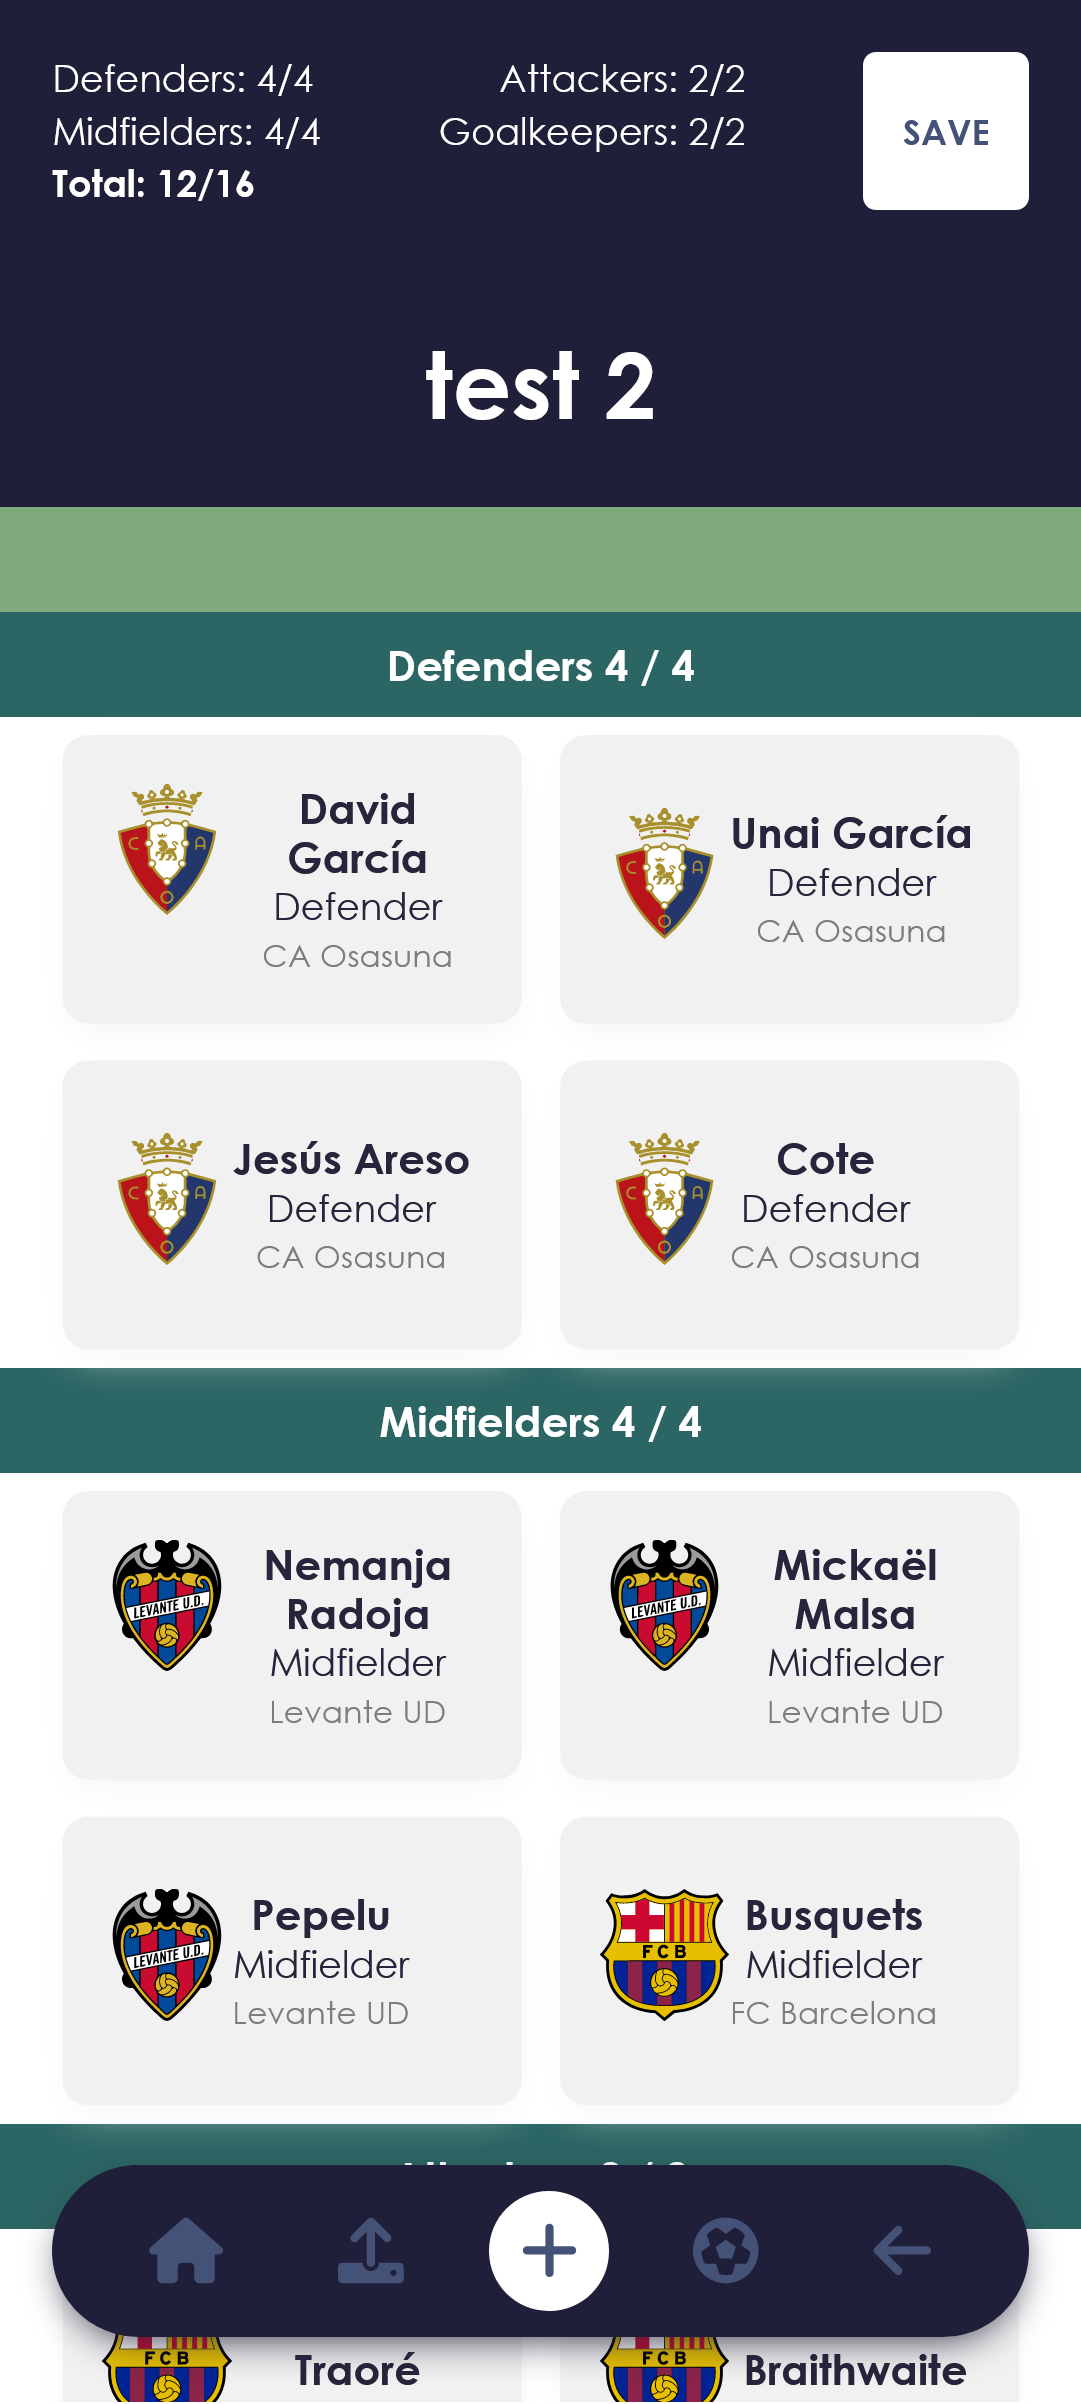 Defenders: 4/4
Attackers: 2/2
Midfielders: 4/4
Goalkeepers: 2/2
Total: 12/16
SAVE
test 2
Defenders 4 / 4
David
García
Defender
CA Osasuna
Unai García
Defender
CA Osasuna
Jesús Areso
Defender
CA Osasuna
Cote
Defender
CA Osasuna
Midfielders 4 / 4
LEVANTE U.D.
Nemanja
Radoja
Midfielder
Levante UD
LEVANTE U.D.
Mickaël
Malsa
Midfielder
Levante UD
LEVANTE U.D.
Pepelu
Midfielder
Levante UD
FCB
Busquets
Midfielder
FC Barcelona
FCB
Traoré
FCB
Braithwaite